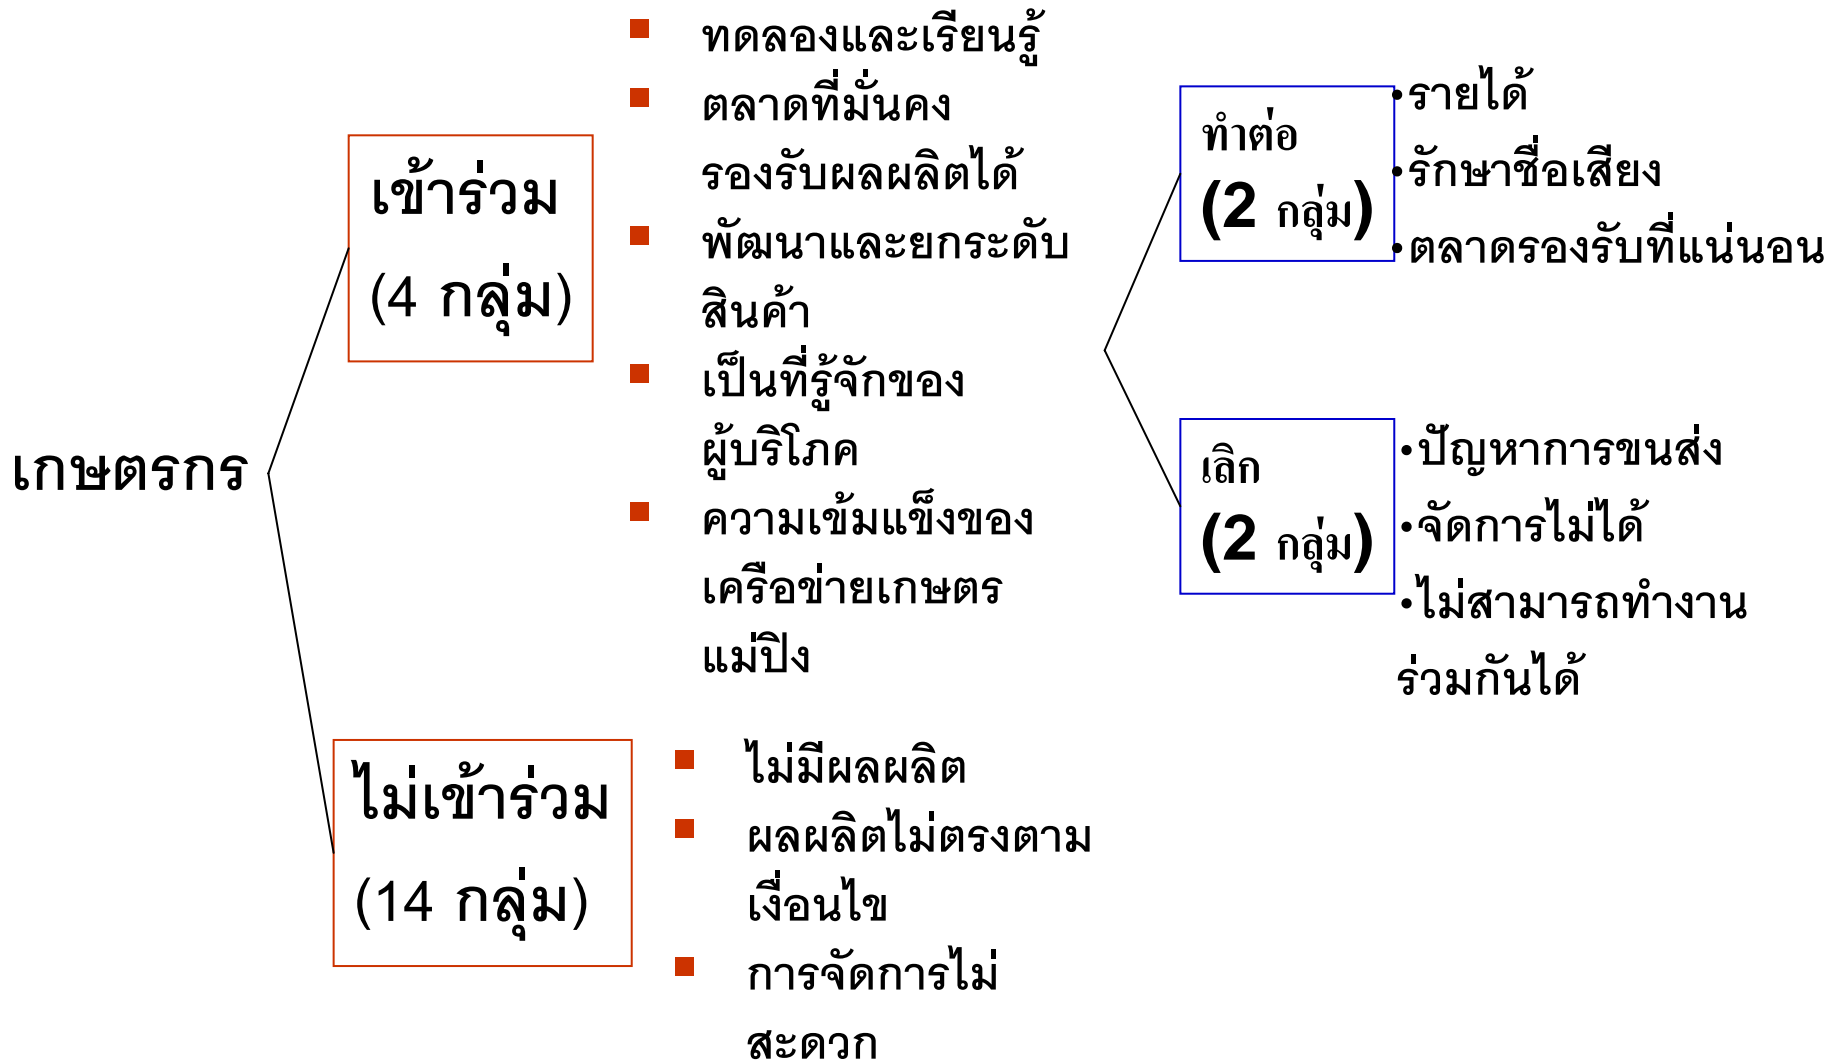 เกษตรกร
เข้าร่วม
(4 กลุ่ม)
▪ ทดลองและเรียนรู้
▪ ตลาดที่มั่นคง
รองรับผลผลิตได้
▪ พัฒนาและยกระดับ
สินค้า
▪ เป็นที่รู้จักของ
ผู้บริโภค
▪ ความเข้มแข็งของ
เครือข่ายเกษตร
แม่ปิง
ทำต่อ
(2 กลุ่ม)
•รายได้
•รักษาชื่อเสียง
•ตลาดรองรับที่แน่นอน
เลิก
(2 กลุ่ม)
•ปัญหาการขนส่ง
•จัดการไม่ได้
•ไม่สามารถทำงาน
ร่วมกันได้
ไม่เข้าร่วม
(14 กลุ่ม)
▪ ไม่มีผลผลิต
▪ ผลผลิตไม่ตรงตาม
เงื่อนไข
▪ การจัดการไม่
สะดวก